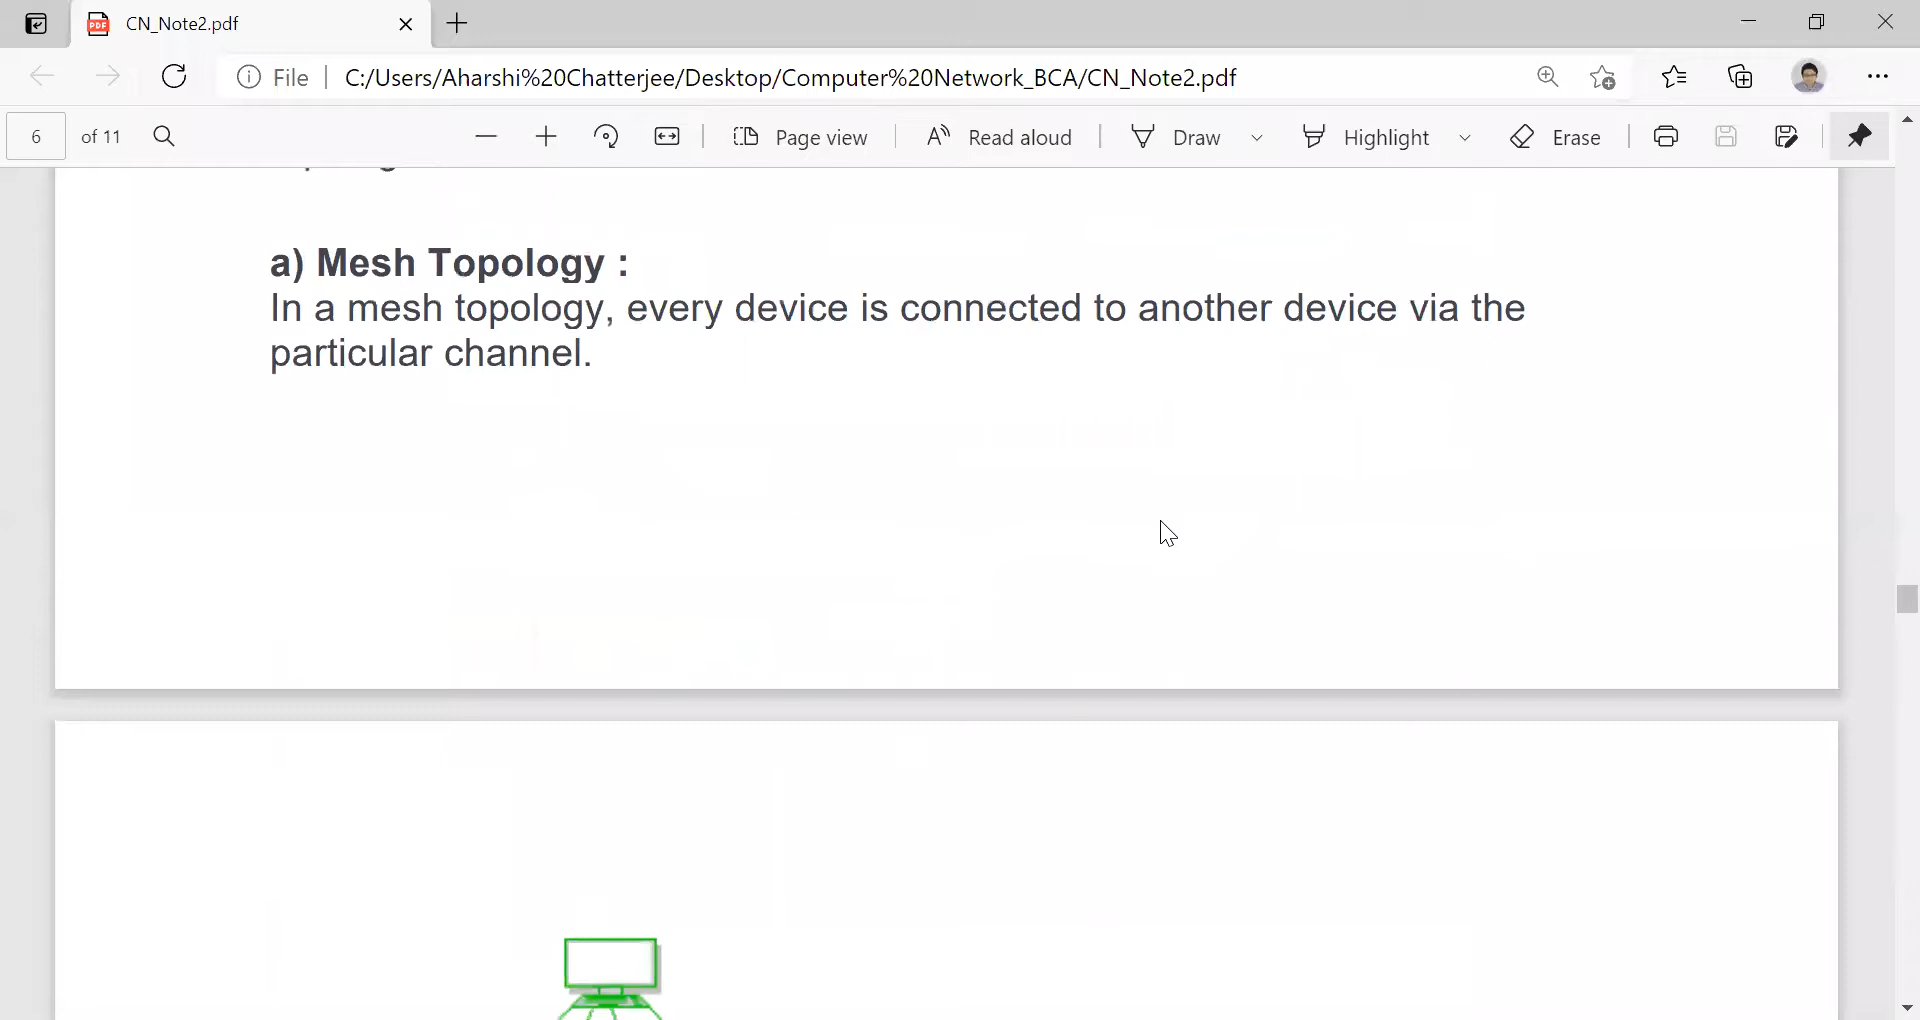 CN_Note2.pdf
File
C:/Users/Aharshi%20Chatterjee/Desktop/Computer%20Network_BCA/CN_Note2.pdf
6 of 11
Page view
Read aloud
Draw
Highlight
Erase
a) Mesh Topology :
In a mesh topology, every device is connected to another device via the
particular channel.